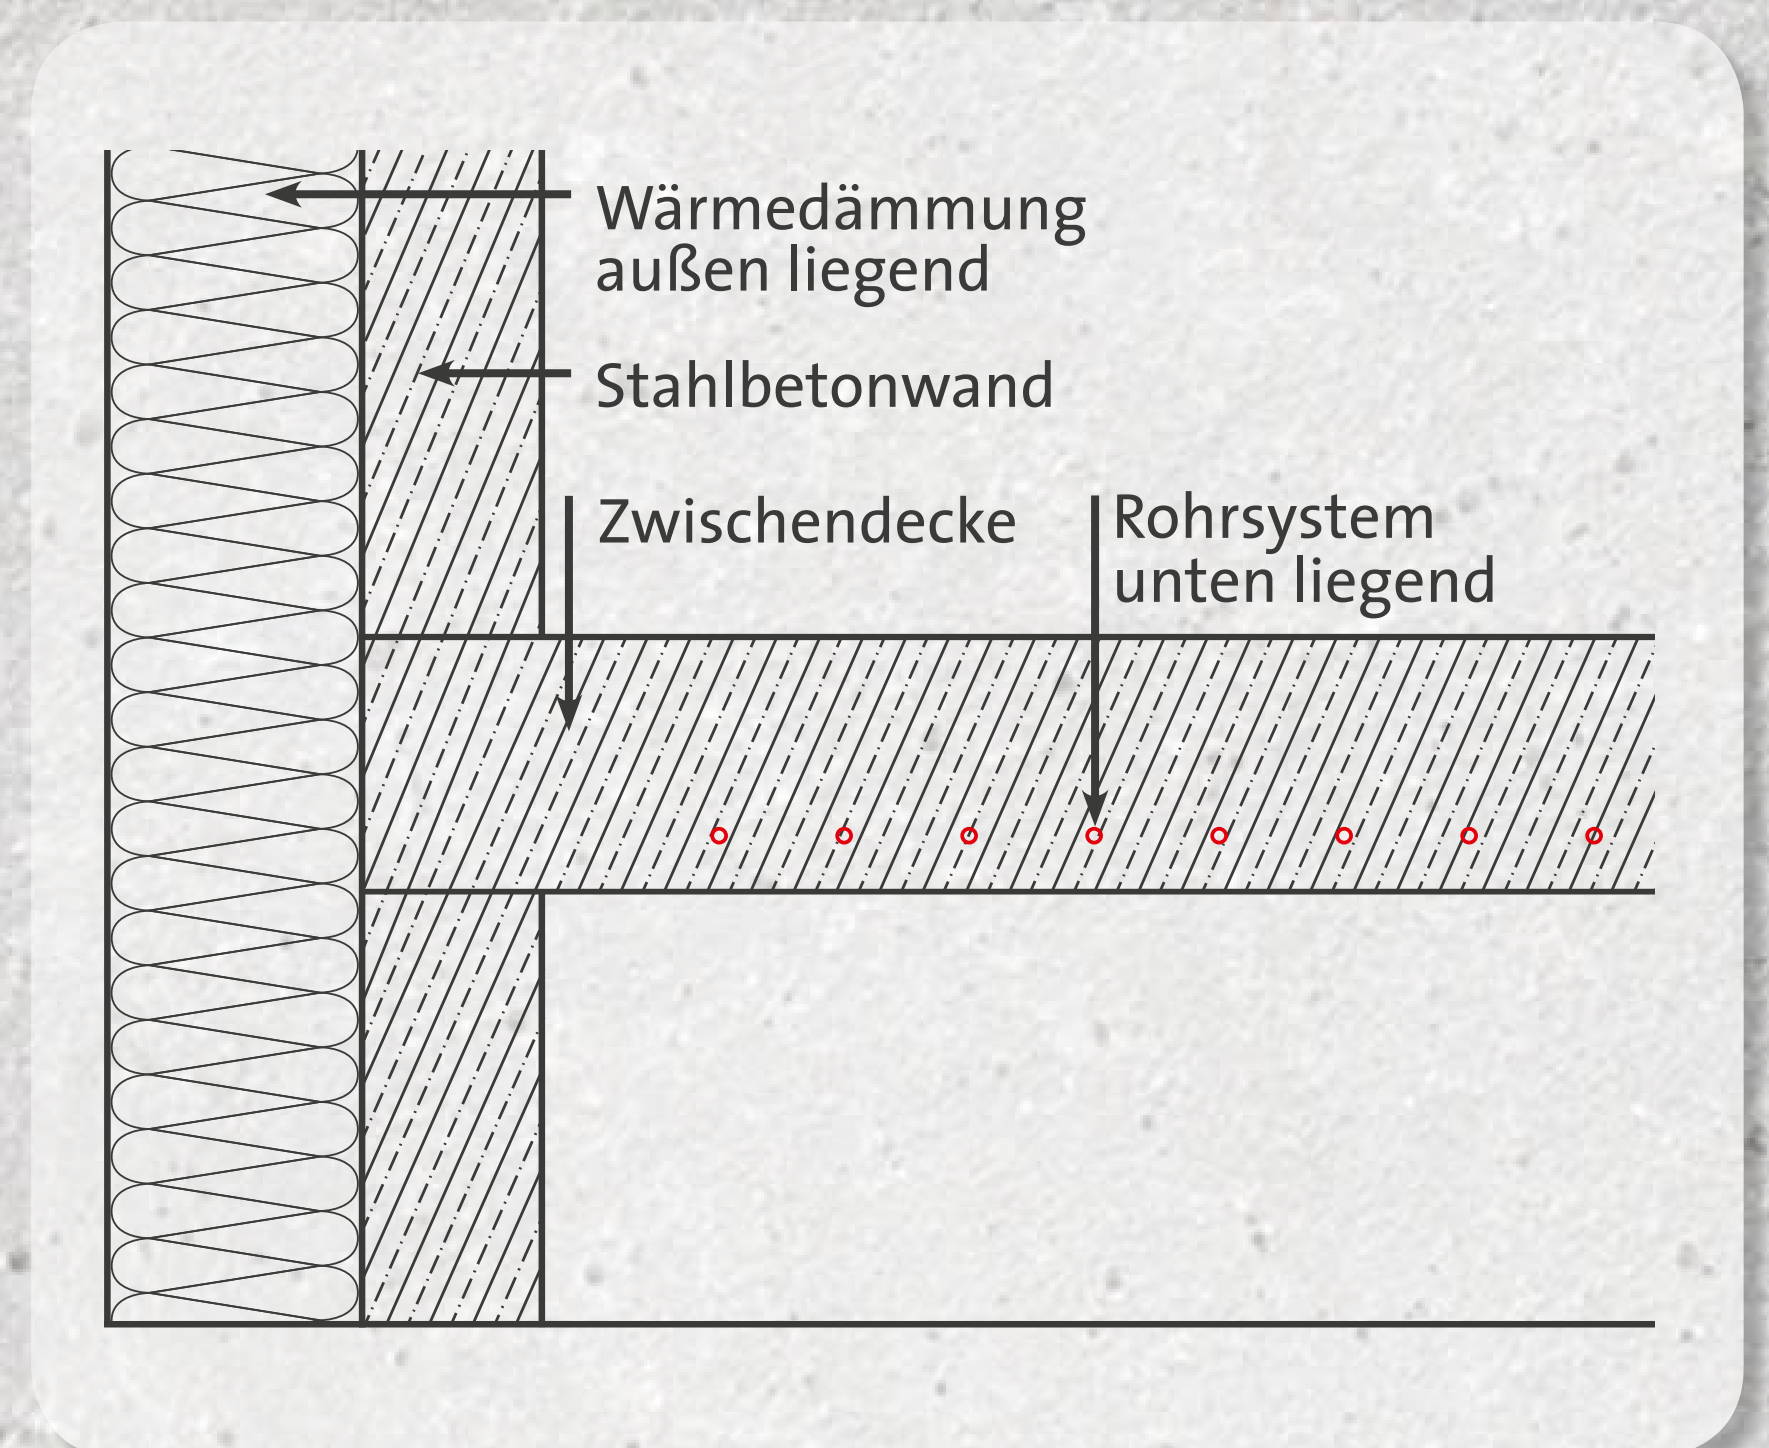 Wärmedämmung
außen liegend
Stahlbetonwand
Zwischendecke
Rohrsystem
unten liegend